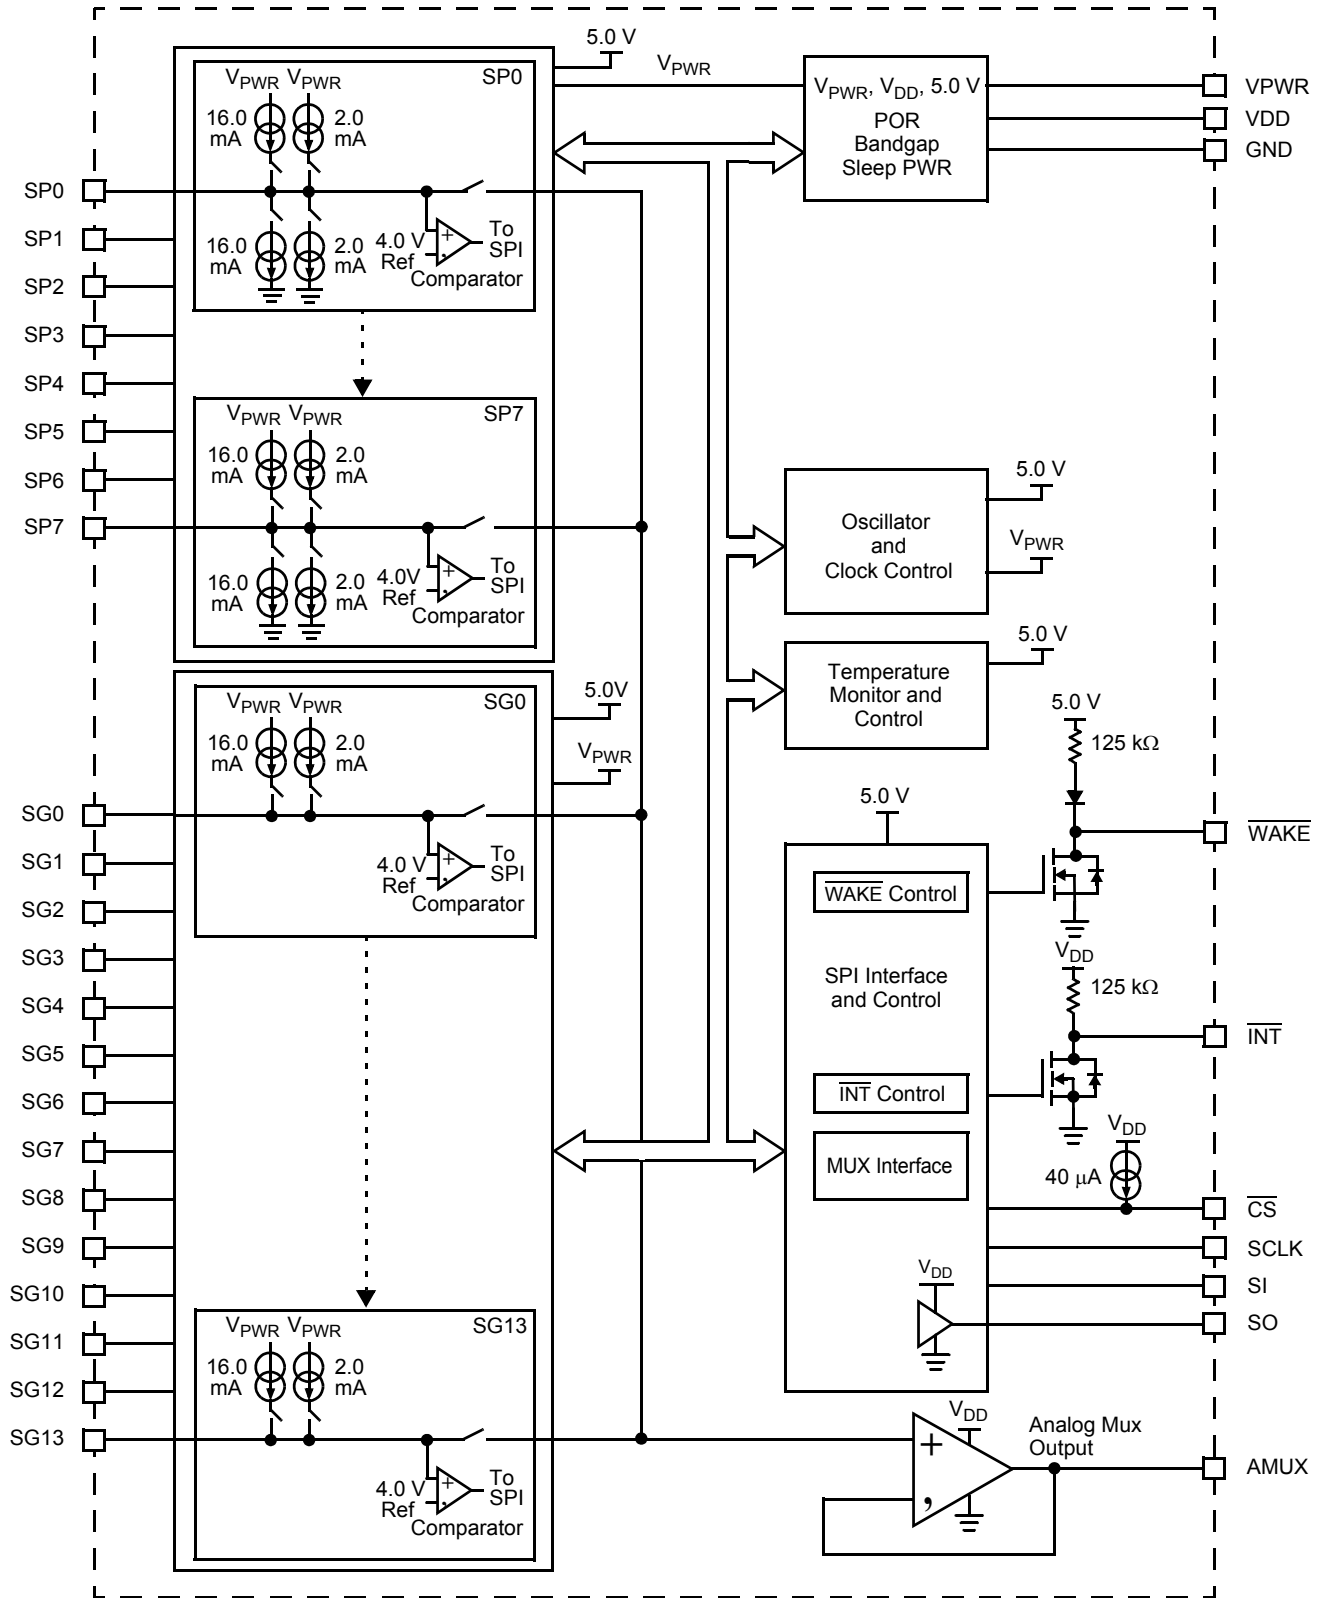 5.0 V
VPWR
SP0
VPWR VPWR
16.0 mA
2.0 mA
16.0 mA
2.0 mA
4.0 V Ref
+
To SPI
Comparator
SP7
VPWR VPWR
16.0 mA
2.0 mA
16.0 mA
2.0 mA
4.0V Ref
+
To SPI
Comparator
SG0
VPWR VPWR
16.0 mA
2.0 mA
4.0 V Ref
+
To SPI
Comparator
5.0V
VPWR
SG13
VPWR VPWR
16.0 mA
2.0 mA
4.0 V Ref
+
To SPI
Comparator
SP0
SP1
SP2
SP3
SP4
SP5
SP6
SP7
SG0
SG1
SG2
SG3
SG4
SG5
SG6
SG7
SG8
SG9
SG10
SG11
SG12
SG13
VPWR, VDD, 5.0 V
POR
Bandgap
Sleep PWR
VPWR
VDD
GND
Oscillator
and
Clock Control
5.0 V
VPWR
Temperature
Monitor and
Control
5.0 V
5.0 V
125 kΩ
WAKE
5.0 V
WAKE Control
SPI Interface
and Control
INT Control
MUX Interface
VDD
125 kΩ
INT
VDD
40 μA
CS
SCLK
SI
SO
VDD
VDD
+
,
Analog Mux
Output
AMUX